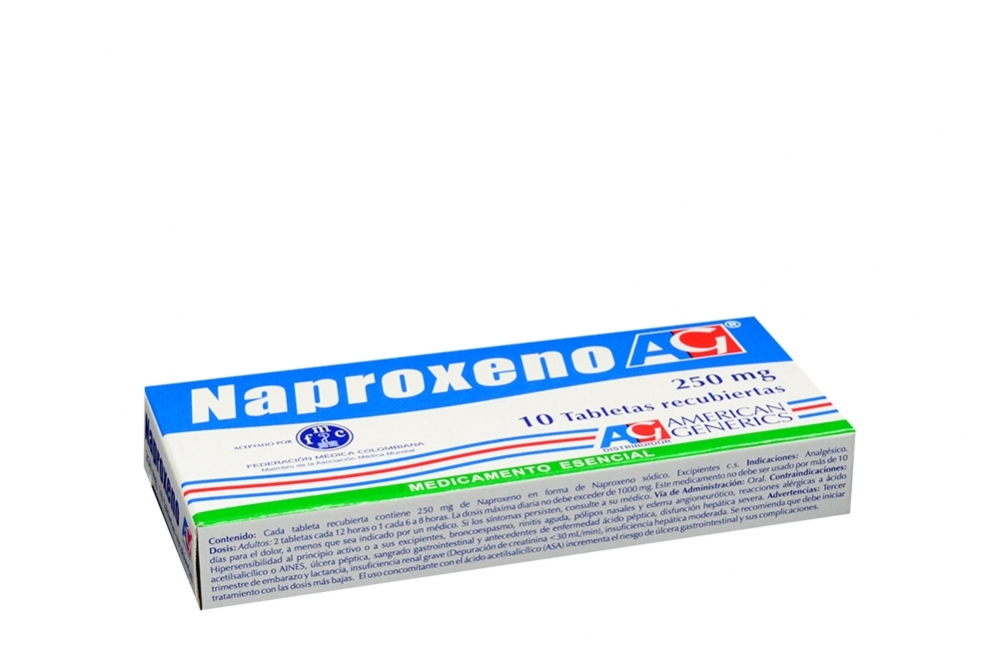 Naproxeno AG®
250 mg
10 Tabletas recubiertas
ACEPTADO POR
f m c
FEDERACIÓN MÉDICA COLOMBIANA
Miembro de la Asociación Médica Mundial
AG AMERICAN GENERICS
DISTRIBUIDOR
MEDICAMENTO ESENCIAL
Contenido: Cada tableta recubierta contiene 250 mg de Naproxeno en forma de Naproxeno sódico. Excipientes c.s. Indicaciones: Analgésico.
Dosis: Adultos: 2 tabletas cada 12 horas o 1 cada 6 a 8 horas. La dosis máxima diaria no debe exceder de 1000 mg. Este medicamento no debe ser usado por más de 10
días para el dolor, a menos que sea indicado por un médico. Si los síntomas persisten, consulte a su médico. Vía de Administración: Oral. Contraindicaciones:
Hipersensibilidad al principio activo o a sus excipientes, broncoespasmo, rinitis aguda, pólipos nasales y edema angioneurótico, reacciones alérgicas a ácido
acetilsalicílico o AINES, úlcera péptica, sangrado gastrointestinal y antecedentes de enfermedad ácido péptica, disfunción hepática severa. Advertencias: Tercer
trimestre de embarazo y lactancia, insuficiencia renal grave (Depuración de creatinina <30 mL/min), insuficiencia hepática moderada. Se recomienda que debe iniciar
tratamiento con las dosis más bajas. El uso concomitante con el ácido acetilsalicílico (ASA) incrementa el riesgo de úlcera gastrointestinal y sus complicaciones.
Naproxeno